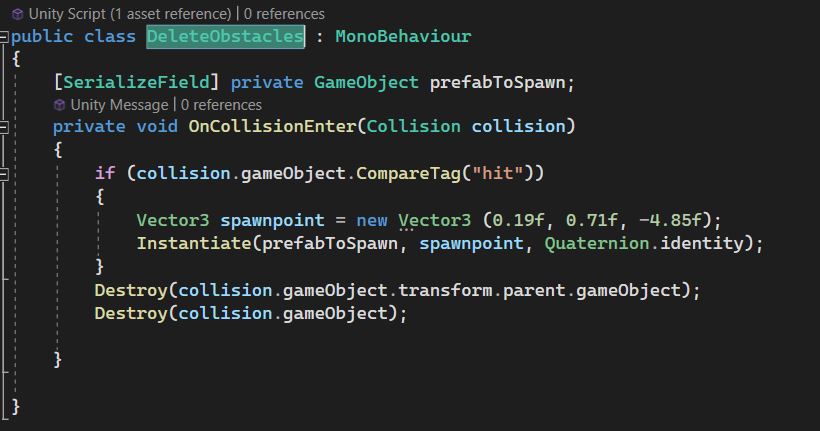 Unity Script (1 asset reference) | 0 references
public class DeleteObstacles : MonoBehaviour
{
[SerializeField] private GameObject prefabToSpawn;
Unity Message | 0 references
private void OnCollisionEnter(Collision collision)
{
if (collision.gameObject.CompareTag("hit"))
{
Vector3 spawnpoint = new Vector3 (0.19f, 0.71f, -4.85f);
Instantiate(prefabToSpawn, spawnpoint, Quaternion.identity);
}
Destroy(collision.gameObject.transform.parent.gameObject);
Destroy(collision.gameObject);
}
}